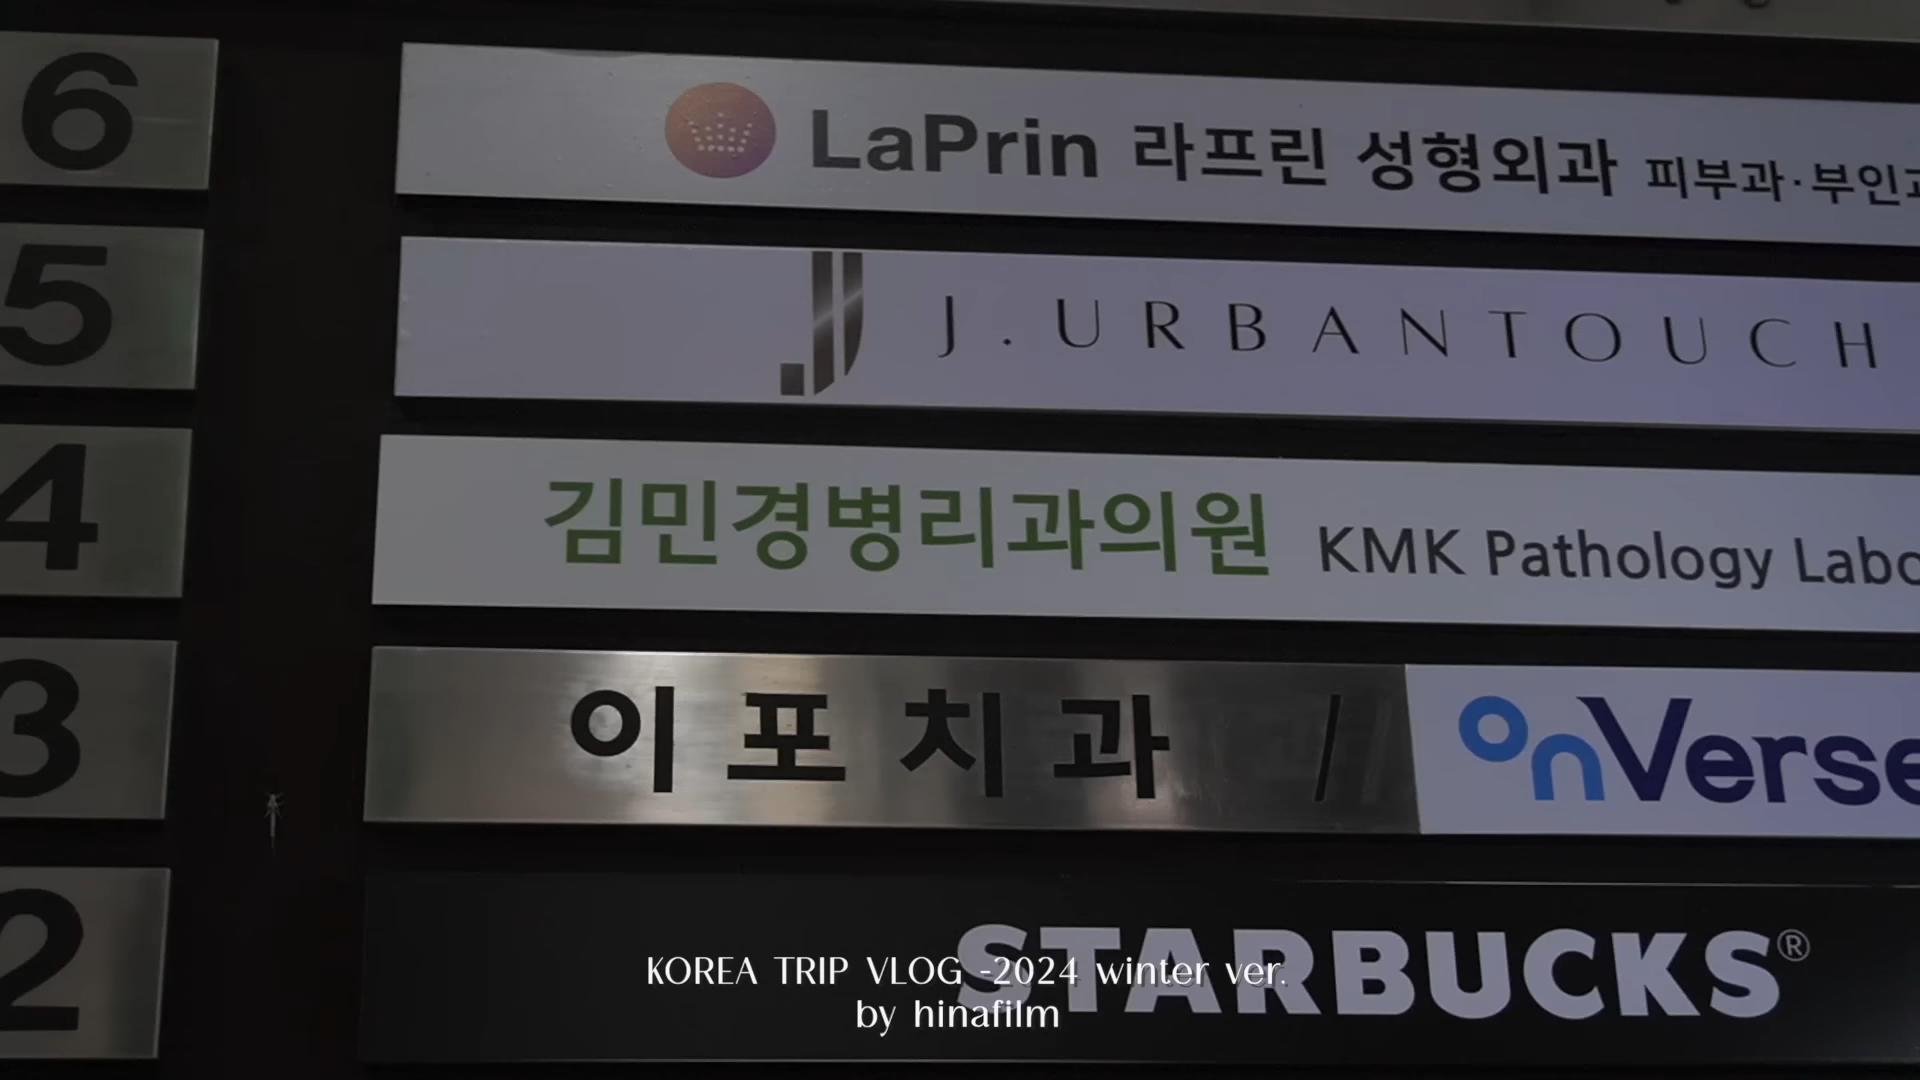 6
LaPrin 라프린 성형외과 피부과·부인과
5
J.URBANTOUCH
4
김민경병리과의원 KMK Pathology Labo
3
이포치과 / onVerse
2
STARBUCKS®
KOREA TRIP VLOG -2024 winter ver.
by hinafilm